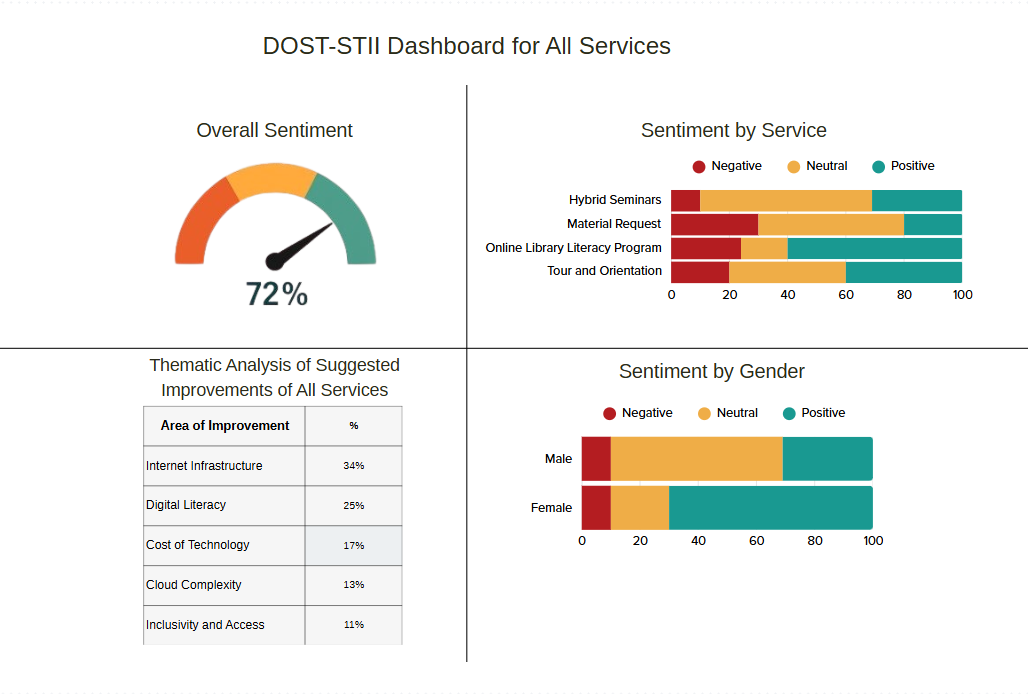 DOST-STII Dashboard for All Services
Overall Sentiment
72%
Sentiment by Service
Negative Neutral Positive
Hybrid Seminars
Material Request
Online Library Literacy Program
Tour and Orientation
0 20 40 60 80 100
Thematic Analysis of Suggested
Improvements of All Services
Area of Improvement %
Internet Infrastructure 34%
Digital Literacy 25%
Cost of Technology 17%
Cloud Complexity 13%
Inclusivity and Access 11%
Sentiment by Gender
Negative Neutral Positive
Male
Female
0 20 40 60 80 100